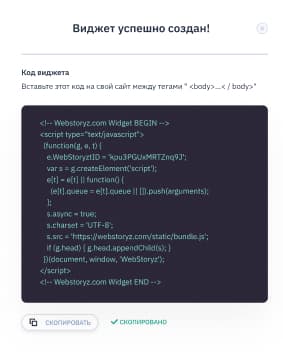 Виджет успешно создан!
Код виджета
Вставьте этот код на свой сайт между тегами " <body>...< / body>"
<!-- Webstoryz.com Widget BEGIN -->
<script type="text/javascript">
(function(g, e, t) {
e.WebStoryztID = 'kpu3PGUxMRTZnq9J';
var s = g.createElement('script');
e[t] = e[t] || function() {
(e[t].queue = e[t].queue || []).push(arguments);
};
s.async = true;
s.charset = 'UTF-8';
s.src = 'https://webstoryz.com/static/bundle.js';
if (g.head) { g.head.appendChild(s); }
})(document, window, 'WebStoryz');
</script>
<!-- Webstoryz.com Widget END -->
СКОПИРОВАТЬ СКОПИРОВАНО